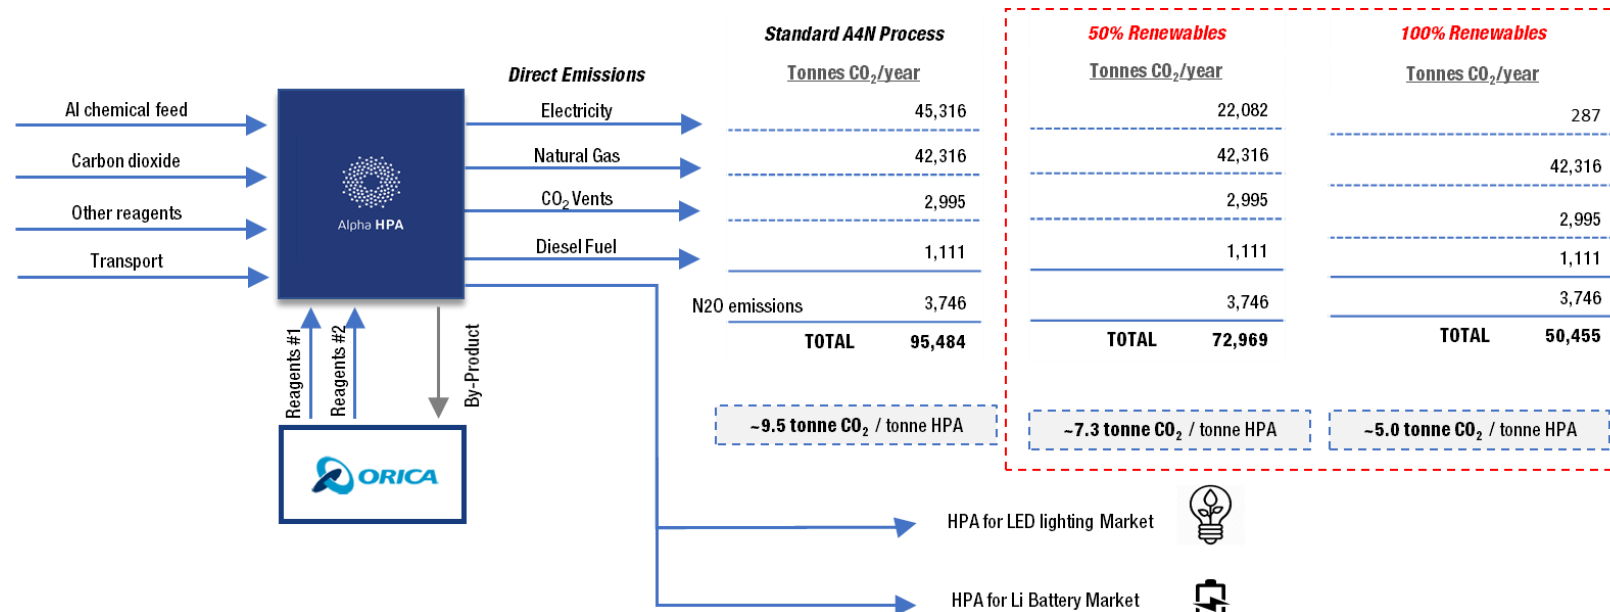 Standard A4N Process
50% Renewables
100% Renewables
Direct Emissions
Tonnes CO₂/year
Tonnes CO₂/year
Tonnes CO₂/year
Al chemical feed
Carbon dioxide
Other reagents
Transport
Alpha HPA
Electricity
45,316
22,082
287
Natural Gas
42,316
42,316
42,316
CO₂ Vents
2,995
2,995
2,995
Diesel Fuel
1,111
1,111
1,111
N2O emissions
3,746
3,746
3,746
TOTAL 95,484
TOTAL 72,969
TOTAL 50,455
Reagents #1
Reagents #2
By-Product
~9.5 tonne CO₂ / tonne HPA
~7.3 tonne CO₂ / tonne HPA
~5.0 tonne CO₂ / tonne HPA
ORICA
HPA for LED lighting Market
HPA for Li Battery Market